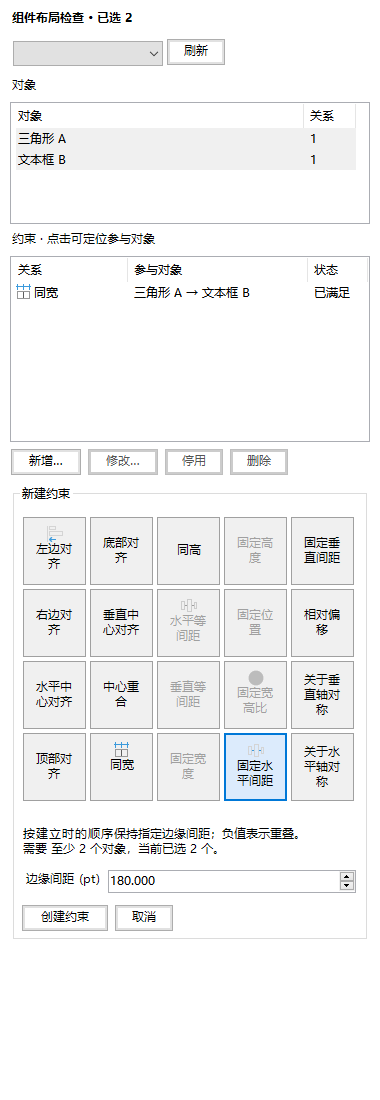 组件布局检查 • 已选 2
刷新
对象
对象 关系
三角形 A 1
文本框 B 1
约束 · 点击可定位参与对象
关系 参与对象 状态
同宽 三角形 A → 文本框 B 已满足
新增... 修改... 停用 删除
新建约束
左边对
齐
底部对
齐
同高
固定高
度
固定垂
直间距
右边对
齐
垂直中
心对齐
水平等
间距
固定位
置
相对偏
移
水平中
心对齐
中心重
合
垂直等
间距
固定宽
高比
关于垂
直轴对
称
顶部对
齐
同宽
固定宽
度
固定水
平间距
关于水
平轴对
称
按建立时的顺序保持指定边缘间距；负值表示重叠。
需要 至少 2 个对象，当前已选 2 个。
边缘间距 (pt) 180.000
创建约束 取消